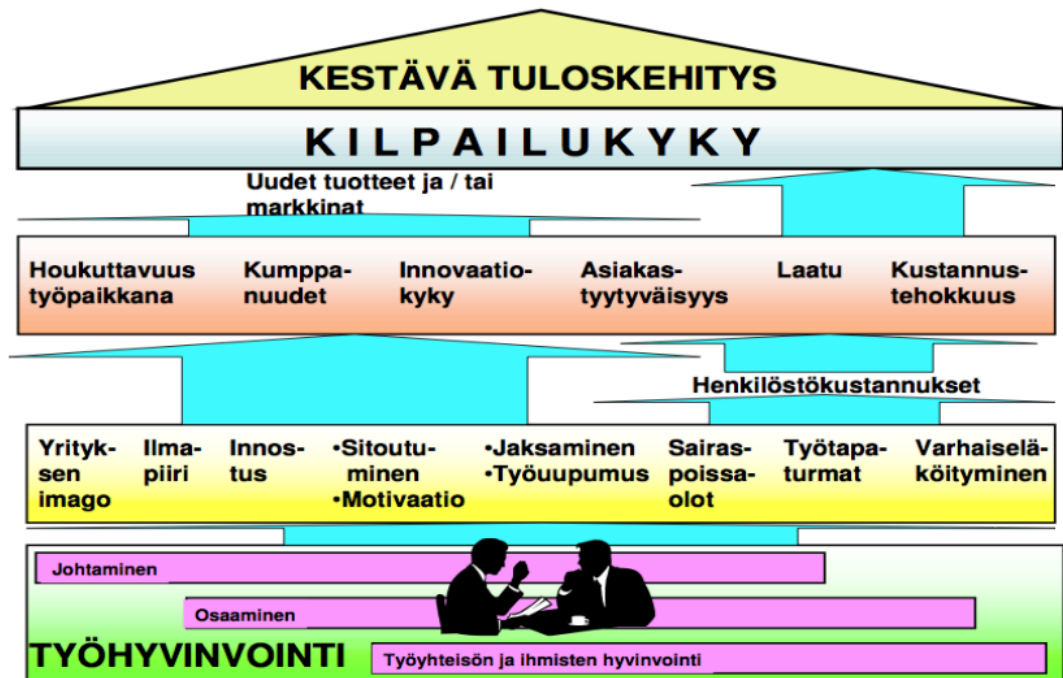 KESTÄVÄ TULOSKEHITYS
KILPAILUKYKY
Uudet tuotteet ja / tai
markkinat
Houkuttavuus
työpaikkana
Kumppa-
nuudet
Innovaatio-
kyky
Asiakas-
tyytyväisyys
Laatu
Kustannus-
tehokkuus
Henkilöstökustannukset
Yrityk-
sen
imago
Ilma-
piiri
Innos-
tus
•Sitoutu-
minen
•Motivaatio
•Jaksaminen
•Työuupumus
Sairas-
poissa-
olot
Työtapa-
turmat
Varhaiselä-
köityminen
Johtaminen
Osaaminen
TYÖHYVINVOINTI
Työyhteisön ja ihmisten hyvinvointi